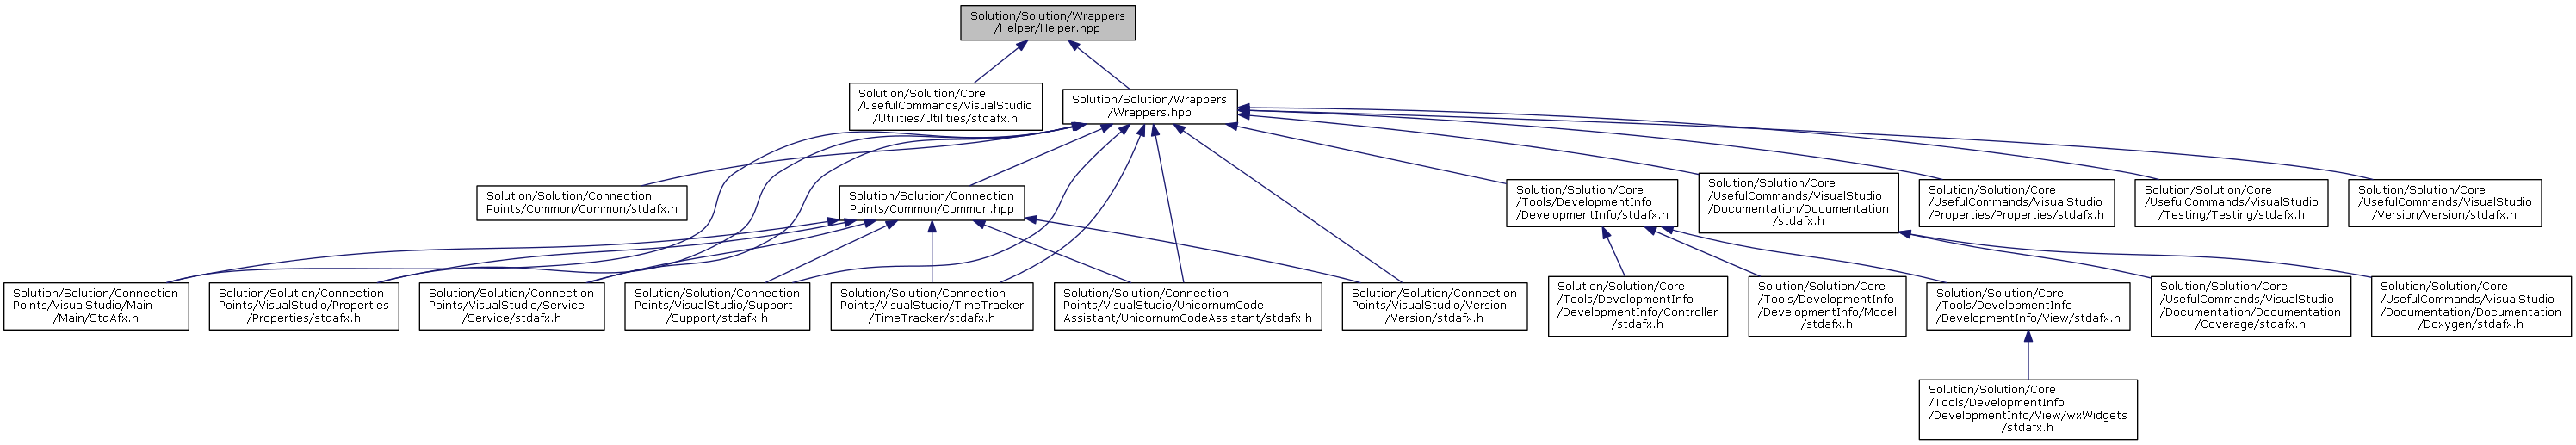 Solution/Solution/Wrappers
/Helper/Helper.hpp
Solution/Solution/Core
/UsefulCommands/VisualStudio
/Utilities/Utilities/stdafx.h
Solution/Solution/Wrappers
/Wrappers.hpp
Solution/Solution/Connection
Points/Common/Common/stdafx.h
Solution/Solution/Connection
Points/Common/Common.hpp
Solution/Solution/Core
/Tools/DevelopmentInfo
/DevelopmentInfo/stdafx.h
Solution/Solution/Core
/UsefulCommands/VisualStudio
/Documentation/Documentation
/stdafx.h
Solution/Solution/Core
/UsefulCommands/VisualStudio
/Properties/Properties/stdafx.h
Solution/Solution/Core
/UsefulCommands/VisualStudio
/Testing/Testing/stdafx.h
Solution/Solution/Core
/UsefulCommands/VisualStudio
/Version/Version/stdafx.h
Solution/Solution/Connection
Points/VisualStudio/Main
/Main/StdAfx.h
Solution/Solution/Connection
Points/VisualStudio/Properties
/Properties/stdafx.h
Solution/Solution/Connection
Points/VisualStudio/Service
/Service/stdafx.h
Solution/Solution/Connection
Points/VisualStudio/Support
/Support/stdafx.h
Solution/Solution/Connection
Points/VisualStudio/TimeTracker
/TimeTracker/stdafx.h
Solution/Solution/Connection
Points/VisualStudio/UnicornumCode
Assistant/UnicornumCodeAssistant/stdafx.h
Solution/Solution/Connection
Points/VisualStudio/Version
/Version/stdafx.h
Solution/Solution/Core
/Tools/DevelopmentInfo
/DevelopmentInfo/Controller
/stdafx.h
Solution/Solution/Core
/Tools/DevelopmentInfo
/DevelopmentInfo/Model
/stdafx.h
Solution/Solution/Core
/Tools/DevelopmentInfo
/DevelopmentInfo/View/stdafx.h
Solution/Solution/Core
/UsefulCommands/VisualStudio
/Documentation/Documentation
/Coverage/stdafx.h
Solution/Solution/Core
/UsefulCommands/VisualStudio
/Documentation/Documentation
/Doxygen/stdafx.h
Solution/Solution/Core
/Tools/DevelopmentInfo
/DevelopmentInfo/View/wxWidgets
/stdafx.h